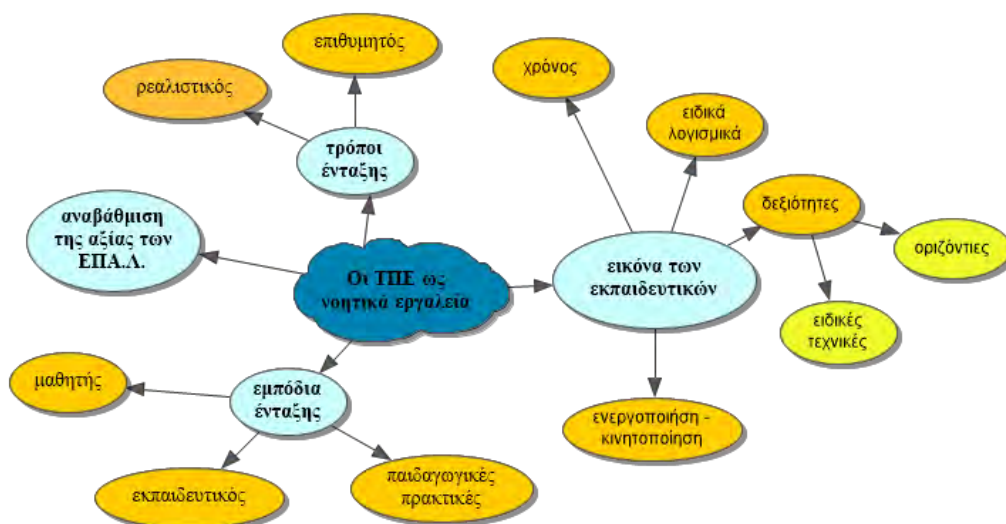 επιθυμητός
ρεαλιστικός
τρόποι
ένταξης
αναβάθμιση
της αξίας των
ΕΠΑ.Λ.
Οι ΤΠΕ ως
νοητικά εργαλεία
χρόνος
ειδικά
λογισμικά
δεξιότητες
οριζόντιες
ειδικές
τεχνικές
εικόνα των
εκπαιδευτικών
ενεργοποιήση -
κινητοποίηση
εμπόδια
ένταξης
μαθητής
εκπαιδευτικός
παιδαγωγικές
πρακτικές